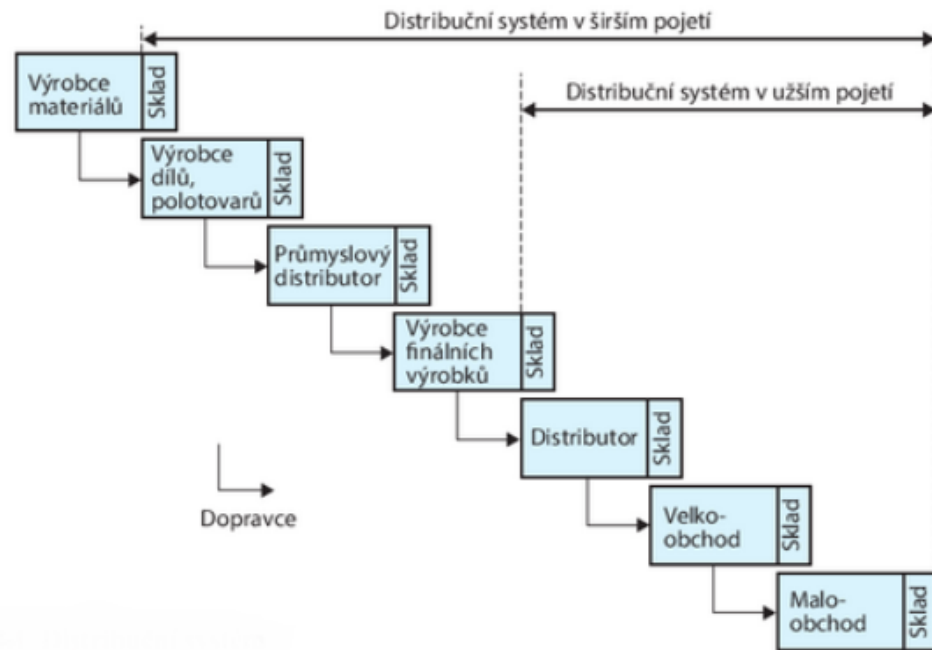 Distribuční systém v širším pojetí
Výrobce
materiálů
Sklad
Distribuční systém v užším pojetí
Výrobce
dílů,
polotovarů
Sklad
Průmyslový
distributor
Sklad
Výrobce
finálních
výrobků
Sklad
Distributor
Sklad
Dopravce
Velko-
obchod
Sklad
Malo-
obchod
Sklad